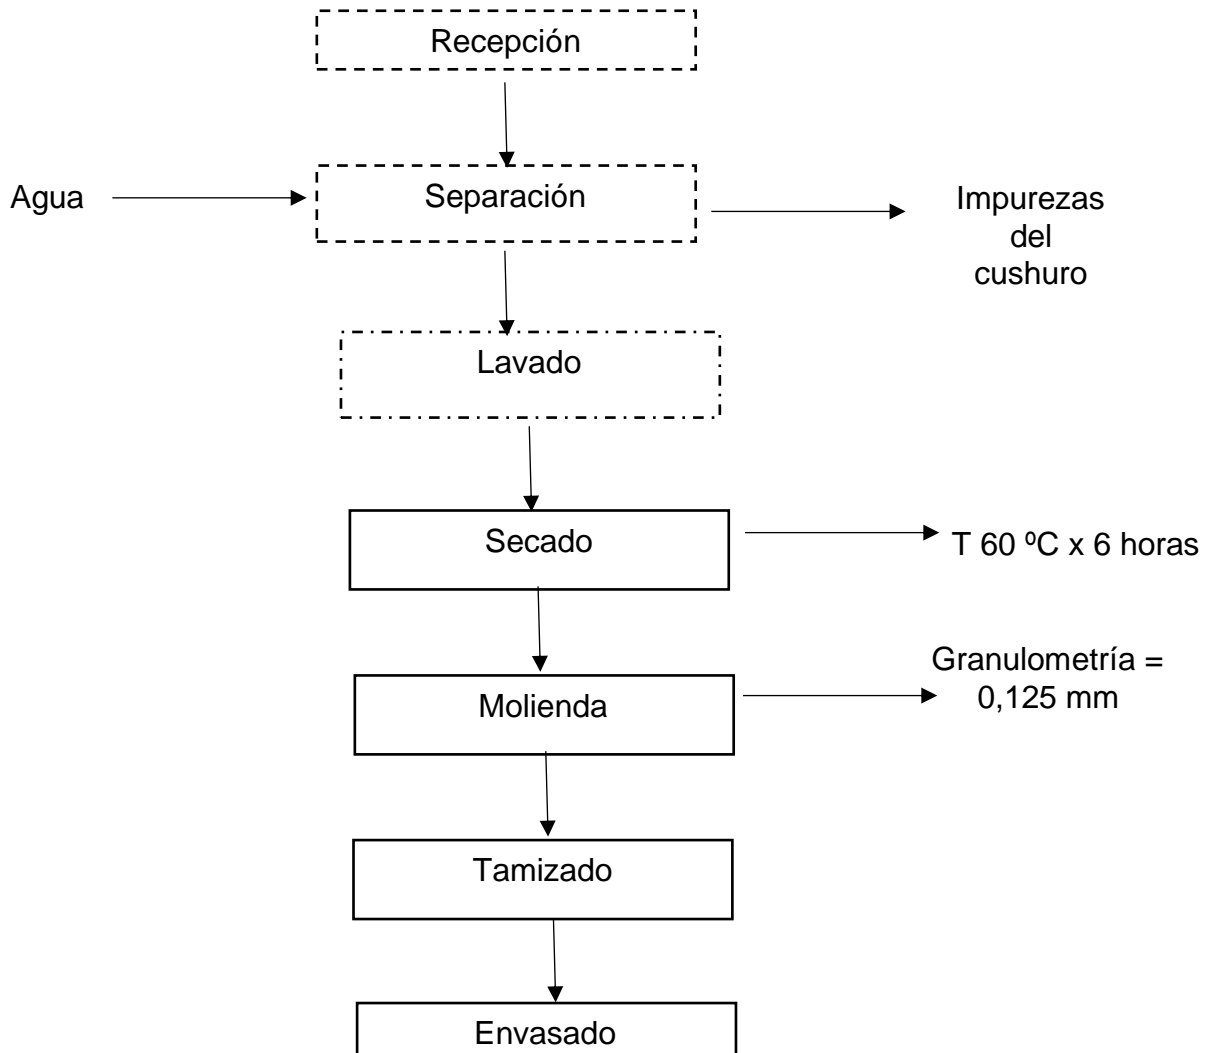 Recepción
Agua
Separación
Impurezas
del
cushuro
Lavado
Secado
T 60 ºC x 6 horas
Molienda
Granulometría =
0,125 mm
Tamizado
Envasado